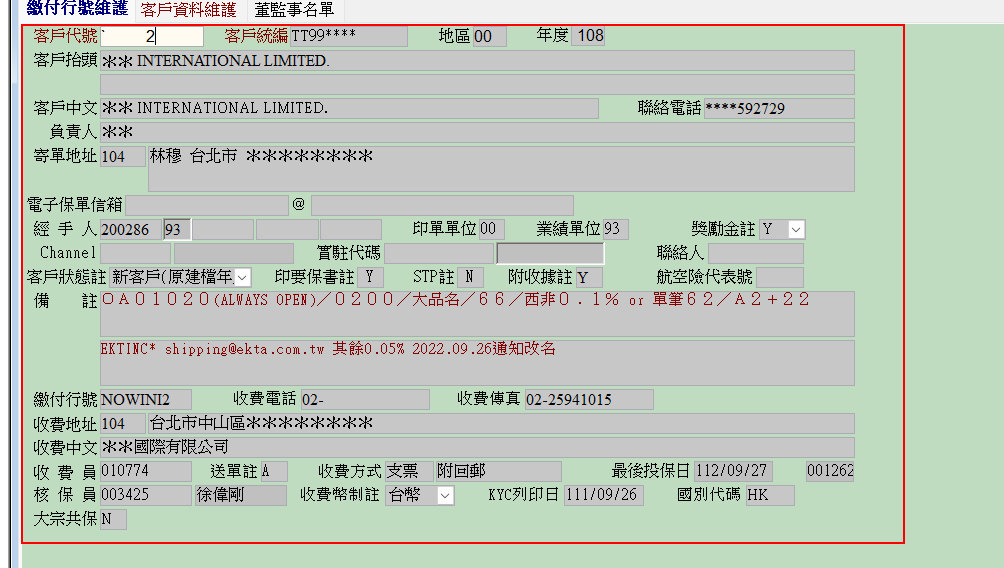 繳付行號維護 客戶資料維護 董監事名單
客戶代號 ` 2 客戶統編 TT99**** 地區 00 年度 108
客戶抬頭 ** INTERNATIONAL LIMITED.
客戶中文 ** INTERNATIONAL LIMITED. 聯絡電話 ****592729
負責人 **
寄單地址 104 林穆 台北市 ********
電子保單信箱 @
經 手 人 200286 93 印單單位 00 業績單位 93 獎勵金註 Y
Channel 實駐代碼 聯絡人
客戶狀態註 新客戶(原建檔年 印要保書註 Y STP註 N 附收據註 Y 航空險代表號
備 註 OA01020(ALWAYS OPEN)/0200/大品名/66/西非0.1% or 單筆62/A2+22
EKTINC* shipping@ekta.com.tw 其餘0.05% 2022.09.26通知改名
繳付行號 NOWINI2 收費電話 02- 收費傳真 02-25941015
收費地址 104 台北市中山區********
收費中文 **國際有限公司
收 費 員 010774 送單註 A 收費方式 支票 附回郵 最後投保日 112/09/27 001262
核 保 員 003425 徐偉剛 收費幣制註 台幣 KYC列印日 111/09/26 國別代碼 HK
大宗共保 N